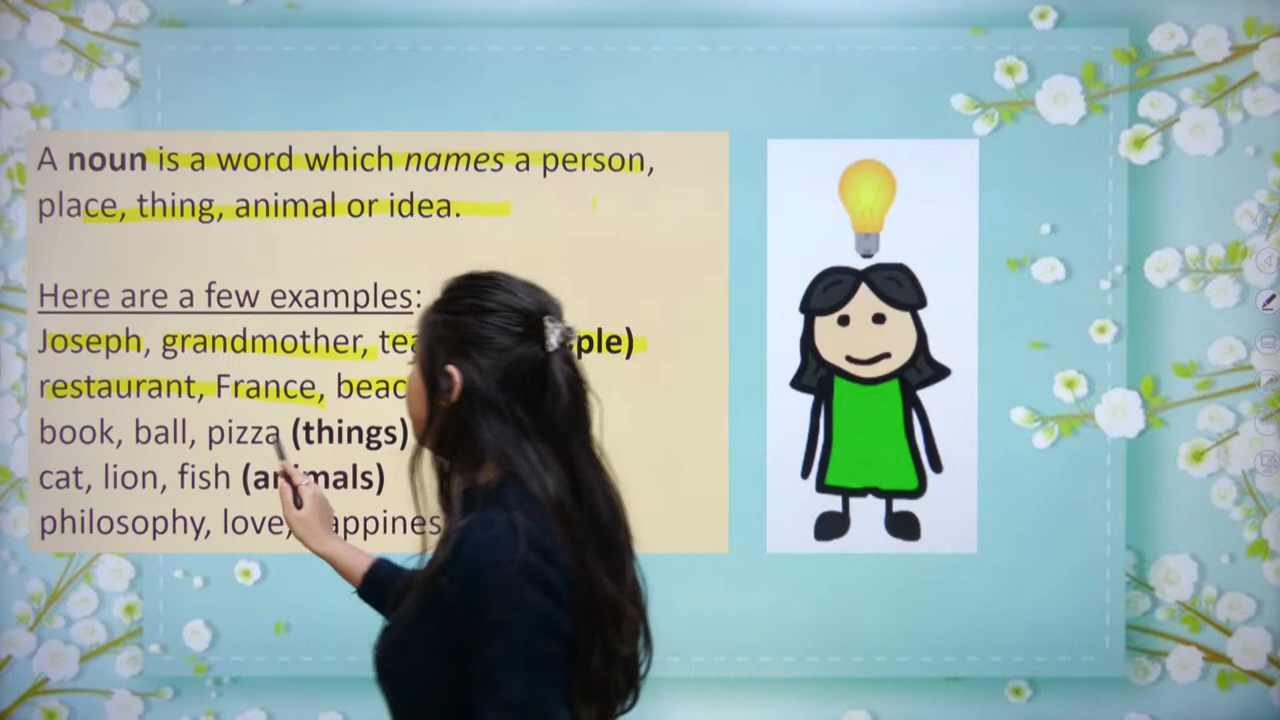 A noun is a word which names a person,
place, thing, animal or idea.
Here are a few examples:
Joseph, grandmother,
restaurant, France,
book, ball, pizza (things)
cat, lion, fish (animals)
philosophy, love,